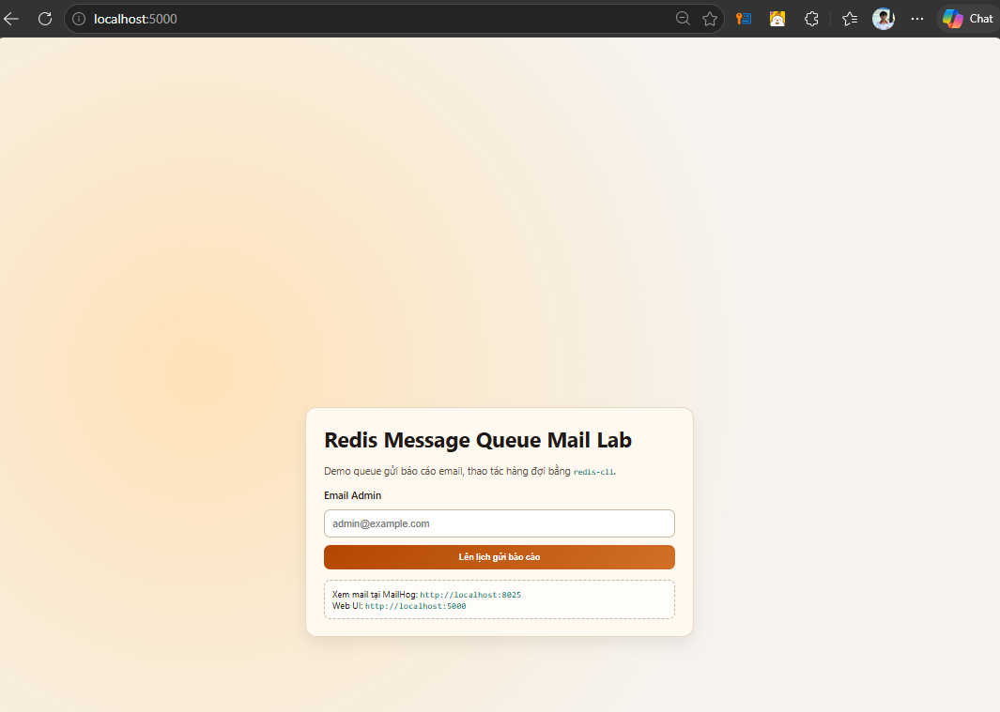 localhost:5000
Chat
Redis Message Queue Mail Lab
Demo queue gửi báo cáo email, thao tác hàng đợi bằng redis-cli.
Email Admin
admin@example.com
Lên lịch gửi báo cáo
Xem mail tại MailHog: http://localhost:8025
Web UI: http://localhost:5000